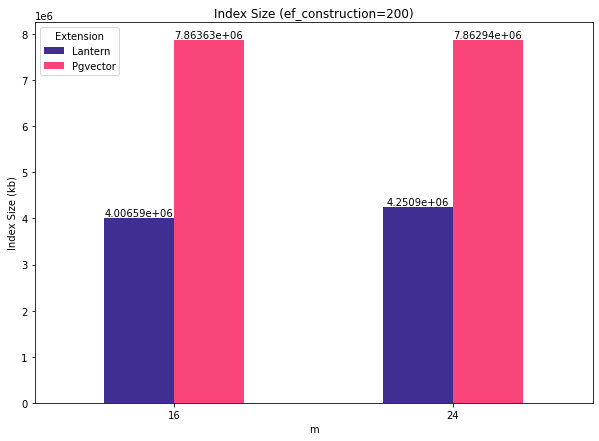 Index Size (ef_construction=200)
1e6
Extension
Lantern
Pgvector
7.86363e+06
7.86294e+06
4.00659e+06
4.2509e+06
8
7
6
5
4
3
2
1
0
Index Size (kb)
16
24
m